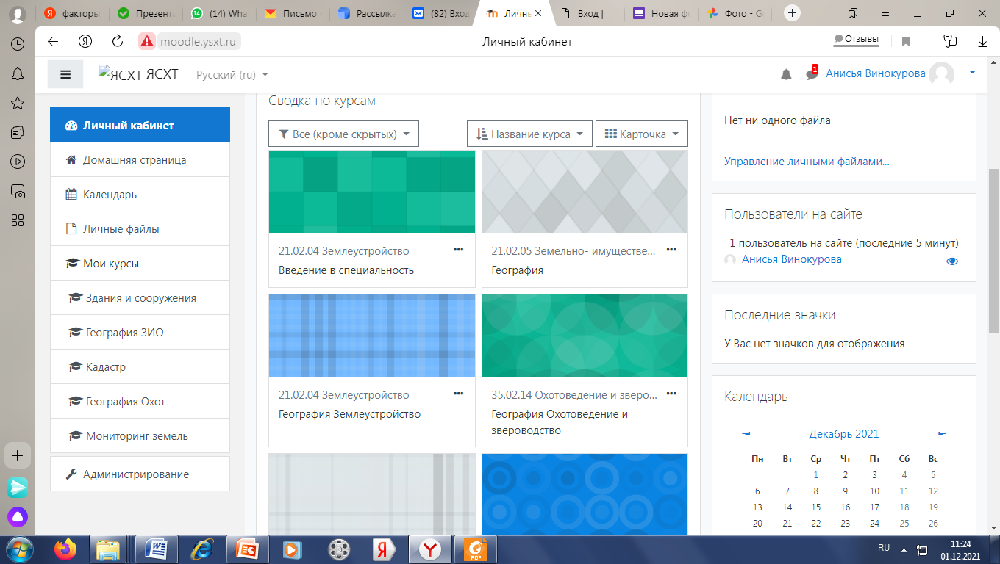 факторы
Презента
(14) Wha
Письмо
Рассылка
(82) Вход
Личнь
Вход |
Новая фо
Фото - G
moodle.ysxt.ru
Личный кабинет
Отзывы
ЯСХТ ЯСХТ
Русский (ru)
1
Анисья Винокурова
Личный кабинет
Домашняя страница
Календарь
Личные файлы
Мои курсы
Здания и сооружения
География ЗИО
Кадастр
География Охот
Мониторинг земель
Администрирование
Сводка по курсам
Все (кроме скрытых)
Название курса
Карточка
21.02.04 Землеустройство
Введение в специальность
21.02.05 Земельно- имуществе...
География
21.02.04 Землеустройство
География Землеустройство
35.02.14 Охотоведение и зверо...
География Охотоведение и
звероводство
Нет ни одного файла
Управление личными файлами...
Пользователи на сайте
1 пользователь на сайте (последние 5 минут)
Анисья Винокурова
Последние значки
У Вас нет значков для отображения
Календарь
Декабрь 2021
Пн Вт Ср Чт Пт Сб Вс
1 2 3 4 5
6 7 8 9 10 11 12
13 14 15 16 17 18 19
20 21 22 23 24 25 26
PDF
RU
11:24
01.12.2021